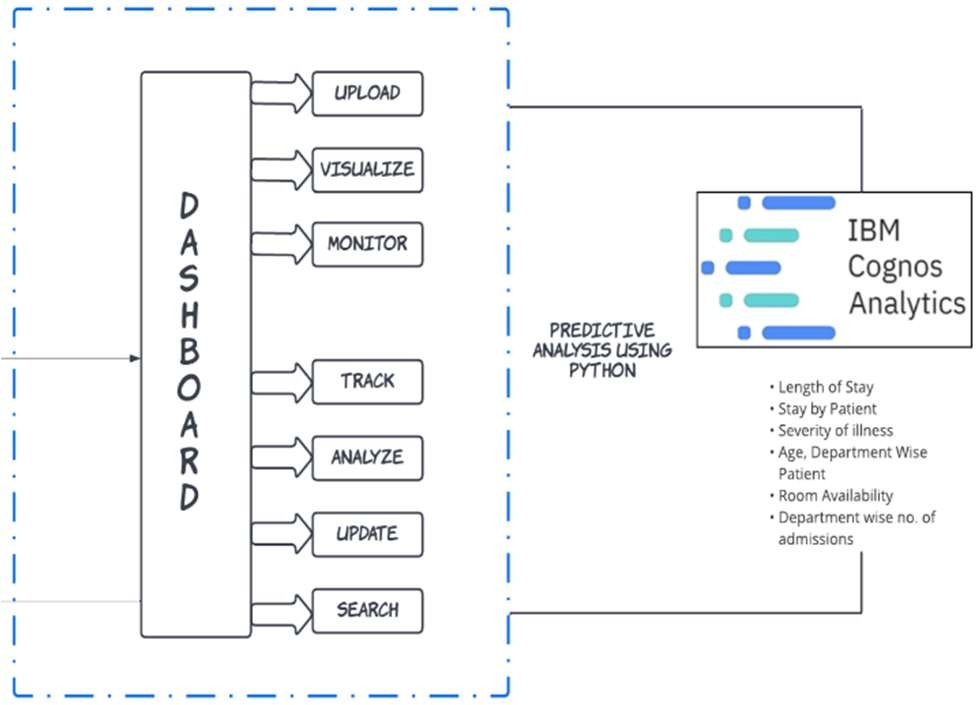 DASHBOARD
UPLOAD
VISUALIZE
MONITOR
TRACK
ANALYZE
UPDATE
SEARCH
PREDICTIVE
ANALYSIS USING
PYTHON
IBM
Cognos
Analytics
• Length of Stay
• Stay by Patient
• Severity of illness
• Age, Department Wise
Patient
• Room Availability
• Department wise no. of
admissions